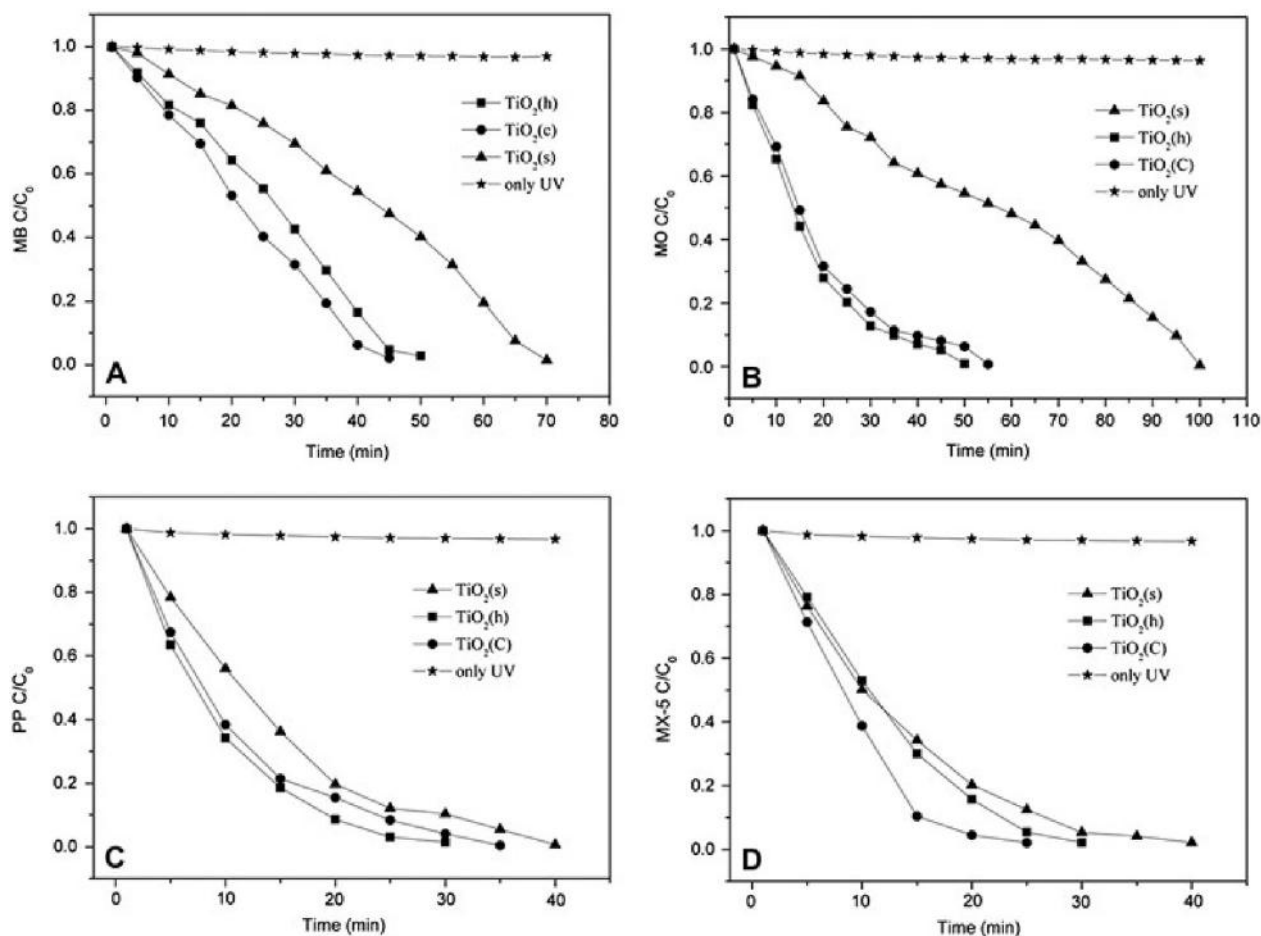 MB C/C₀
1.0
0.8
0.6
0.4
0.2
0.0
TiO₂(h)
TiO₂(c)
TiO₂(s)
only UV
A
0 10 20 30 40 50 60 70 80
Time (min)
MO C/C₀
1.0
0.8
0.6
0.4
0.2
0.0
TiO₂(s)
TiO₂(h)
TiO₂(C)
only UV
B
0 10 20 30 40 50 60 70 80 90 100 110
Time (min)
PP C/C₀
1.0
0.8
0.6
0.4
0.2
0.0
TiO₂(s)
TiO₂(h)
TiO₂(C)
only UV
C
0 10 20 30 40
Time (min)
MX-5 C/C₀
1.0
0.8
0.6
0.4
0.2
0.0
TiO₂(s)
TiO₂(h)
TiO₂(C)
only UV
D
0 10 20 30 40
Time (min)